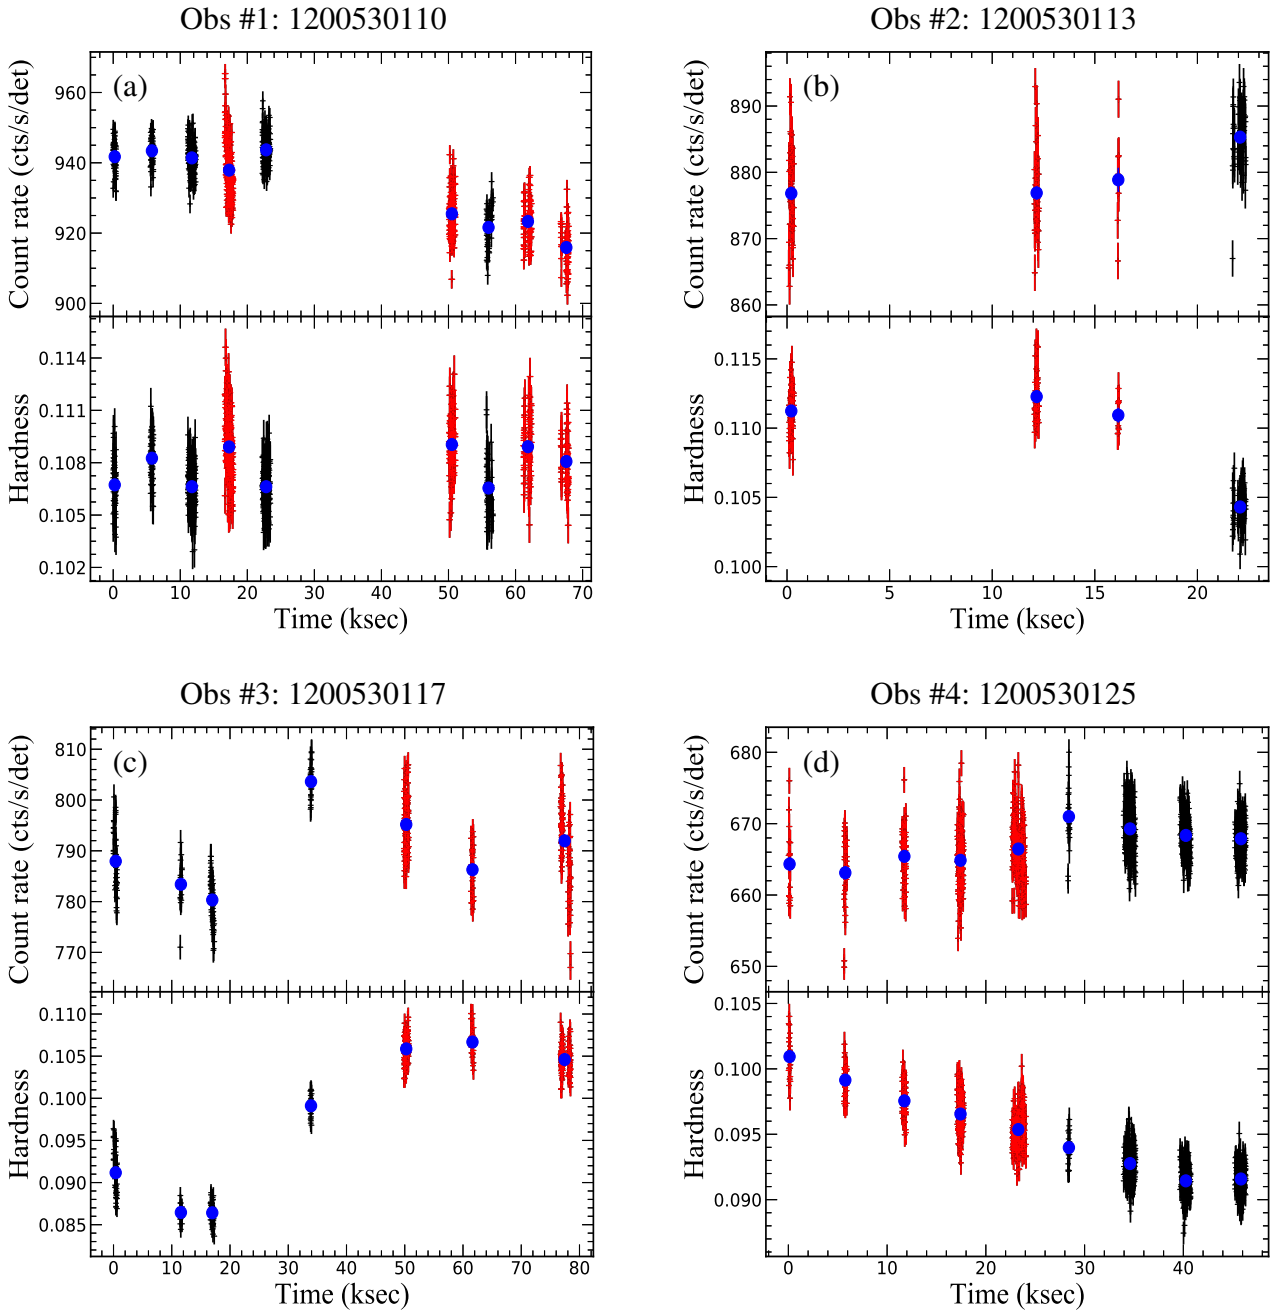 Obs #1: 1200530110
(a)
Count rate (cts/s/det)
960
940
920
900
Hardness
0.114
0.111
0.108
0.105
0.102
0 10 20 30 40 50 60 70
Time (ksec)
Obs #2: 1200530113
(b)
Count rate (cts/s/det)
890
880
870
860
Hardness
0.115
0.110
0.105
0.100
0 5 10 15 20
Time (ksec)
Obs #3: 1200530117
(c)
Count rate (cts/s/det)
810
800
790
780
770
Hardness
0.110
0.105
0.100
0.095
0.090
0.085
0 10 20 30 40 50 60 70 80
Time (ksec)
Obs #4: 1200530125
(d)
Count rate (cts/s/det)
680
670
660
650
Hardness
0.105
0.100
0.095
0.090
0 10 20 30 40
Time (ksec)